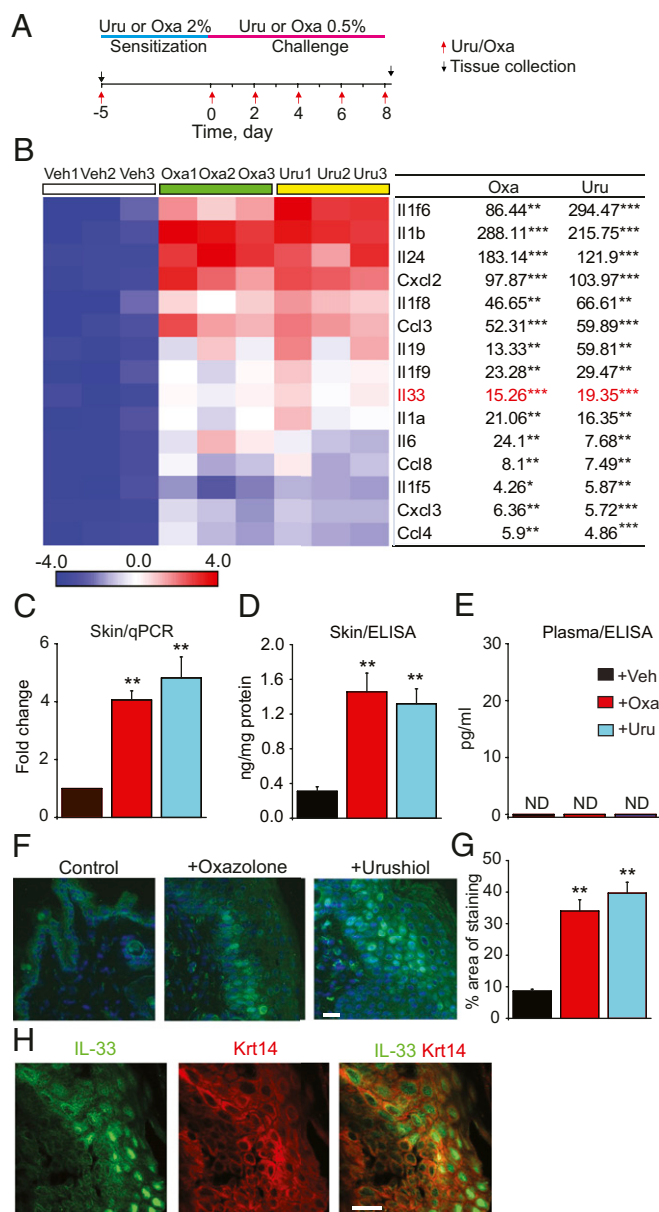 A
Uru or Oxa 2% Uru or Oxa 0.5%
Sensitization Challenge
Uru/Oxa
Tissue collection
-5 0 2 4 6 8
Time, day
B
Veh1 Veh2 Veh3 Oxa1 Oxa2 Oxa3 Uru1 Uru2 Uru3
Oxa Uru
Il1f6 86.44** 294.47***
Il1b 288.11*** 215.75***
Il24 183.14*** 121.9***
Cxcl2 97.87*** 103.97***
Il1f8 46.65** 66.61**
Ccl3 52.31*** 59.89***
Il19 13.33** 59.81**
Il1f9 23.28** 29.47**
Il33 15.26*** 19.35***
Il1a 21.06** 16.35**
Il6 24.1** 7.68**
Ccl8 8.1** 7.49**
Il1f5 4.26* 5.87**
Cxcl3 6.36** 5.72***
Ccl4 5.9** 4.86***
-4.0 0.0 4.0
C
Skin/qPCR
Fold change
6
4
2
0
** **
D
Skin/ELISA
ng/mg protein
1.6
1.2
0.8
0.4
0.0
** **
E
Plasma/ELISA
pg/ml
30
20
10
0
ND ND ND
+Veh
+Oxa
+Uru
F
Control +Oxazolone +Urushiol
G
% area of staining
50
40
30
20
10
0
** **
H
IL-33 Krt14 IL-33 Krt14